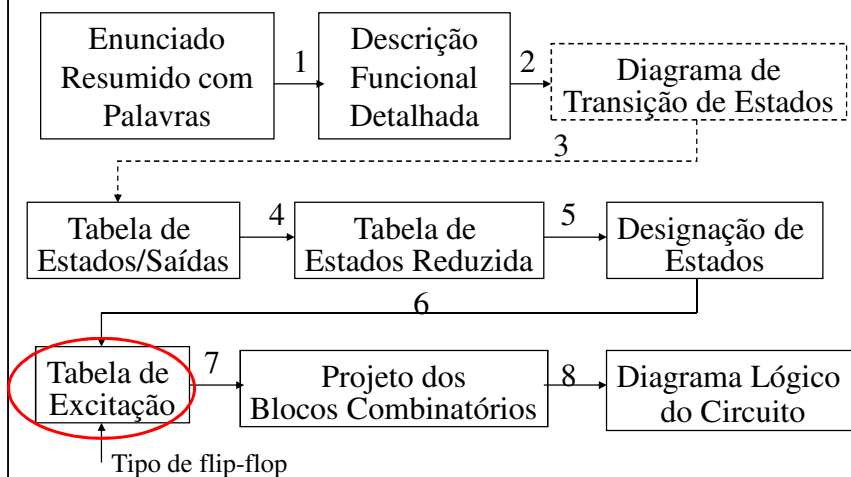 Enunciado
Resumido com
Palavras
1
Descrição
Funcional
Detalhada
2
Diagrama de
Transição de Estados
3
Tabela de
Estados/Saídas
4
Tabela de
Estados Reduzida
5
Designação de
Estados
6
Tabela de
Excitação
7
Projeto dos
Blocos Combinatórios
8
Diagrama Lógico
do Circuito
Tipo de flip-flop